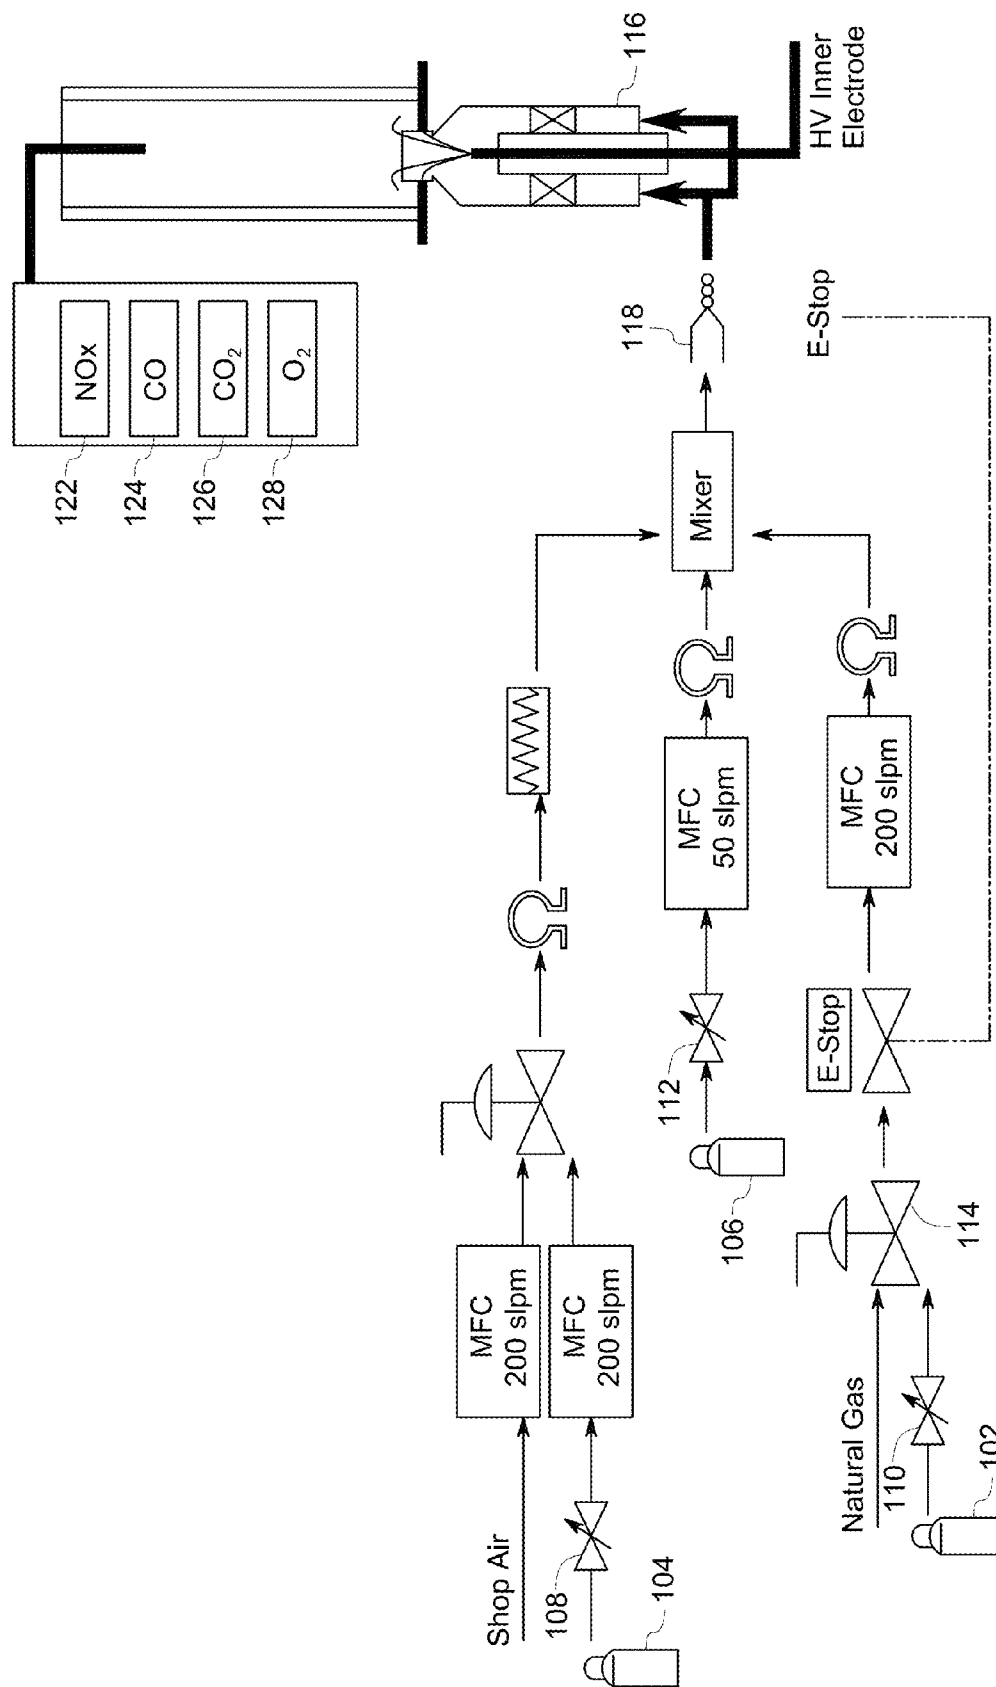 NOx
CO
CO2
O2
122
124
126
128
116
HV Inner
Electrode
118
E-Stop
Mixer
MFC
50 slpm
MFC
200 slpm
112
106
E-Stop
114
MFC
200 slpm
MFC
200 slpm
Shop Air
108
104
Natural Gas
110
102